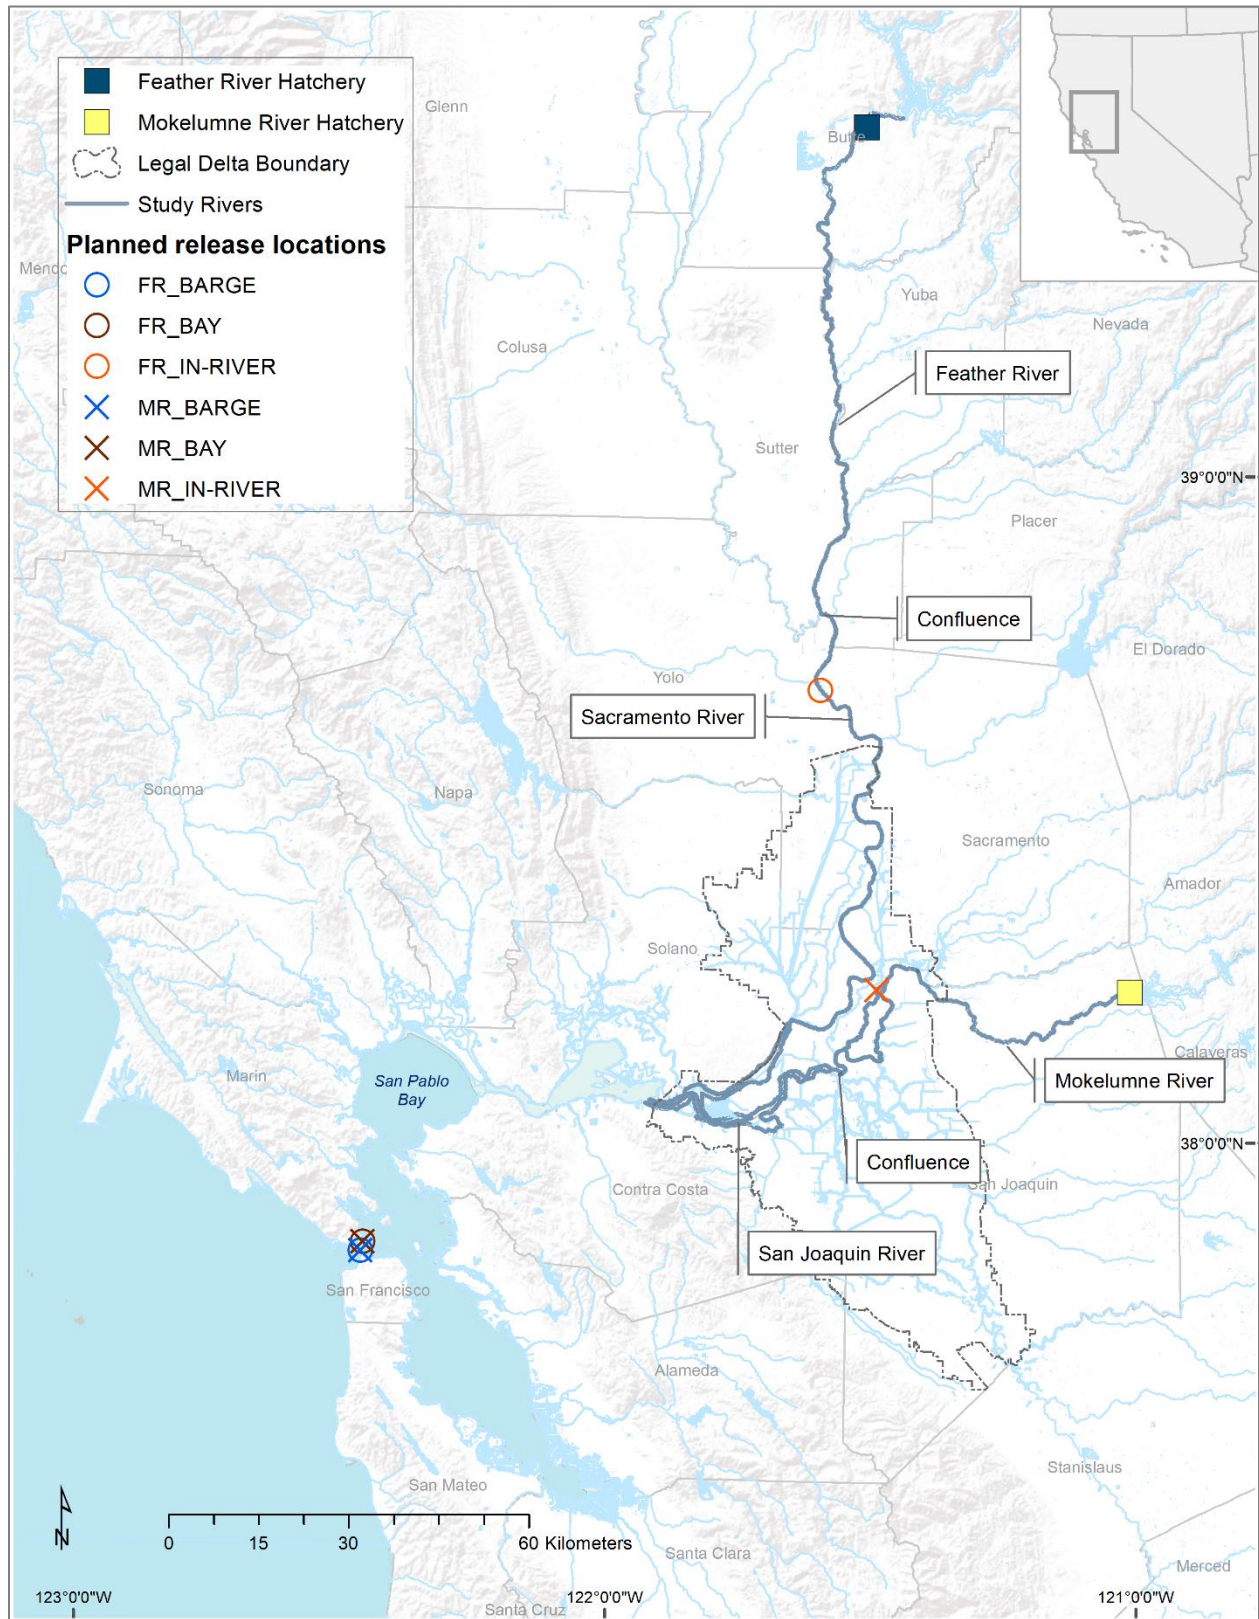 Feather River Hatchery
Mokelumne River Hatchery
Legal Delta Boundary
Study Rivers
Planned release locations
FR_BARGE
FR_BAY
FR_IN-RIVER
MR_BARGE
MR_BAY
MR_IN-RIVER
Glenn
Butte
Mendo
Colusa
Yuba
Nevada
Feather River
Sutter
39°0'0"N
Placer
Confluence
El Dorado
Yolo
Sacramento River
Sonoma
Napa
Sacramento
Amador
Solano
Calaveras
Marin
San Pablo
Bay
Mokelumne River
38°0'0"N
Confluence
Contra Costa
San Joaquin
San Joaquin River
San Francisco
Alameda
Stanislaus
San Mateo
N
0 15 30 60 Kilometers
Santa Clara
Merced
123°0'0"W
122°0'0"W
121°0'0"W
Santa Cruz